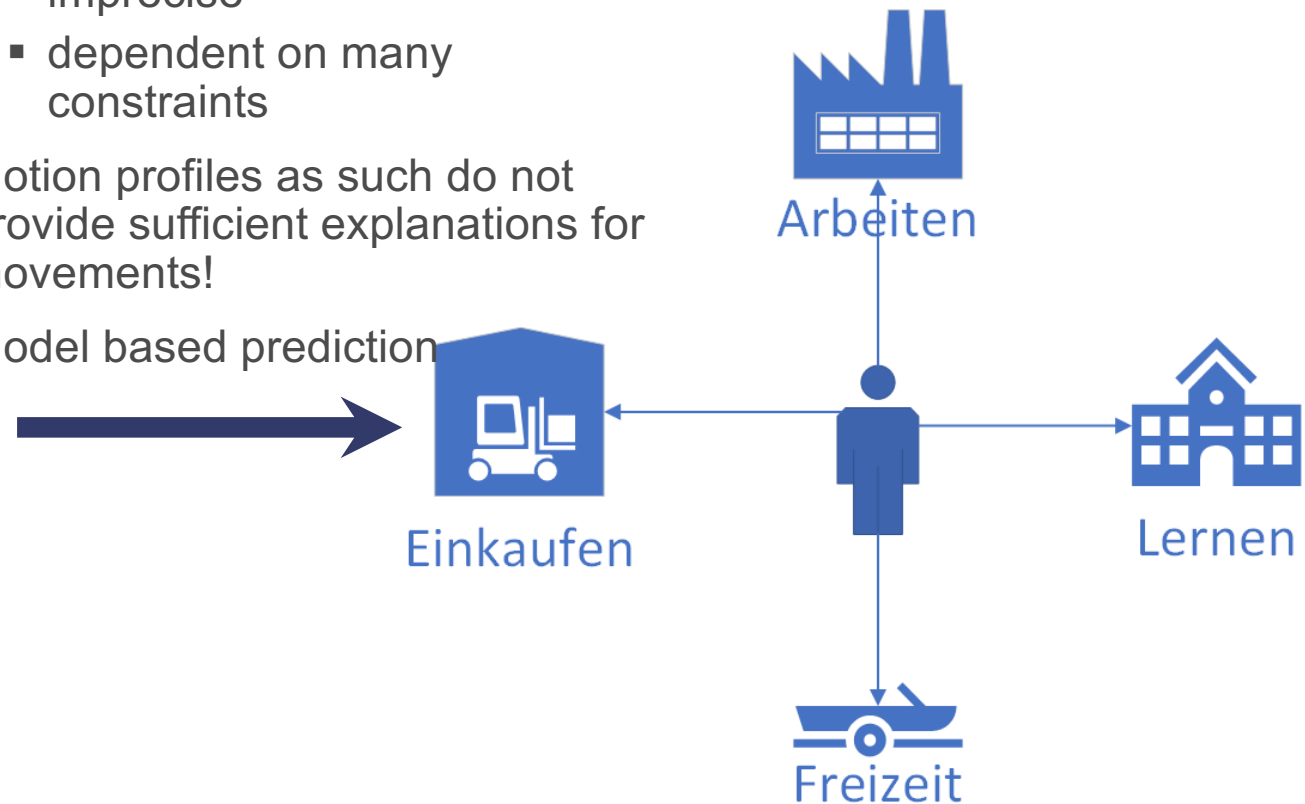 imprecise
▪ dependent on many
constraints
otion profiles as such do not
rovide sufficient explanations for
ovements!
odel based prediction
Arbeiten
Einkaufen
Lernen
Freizeit